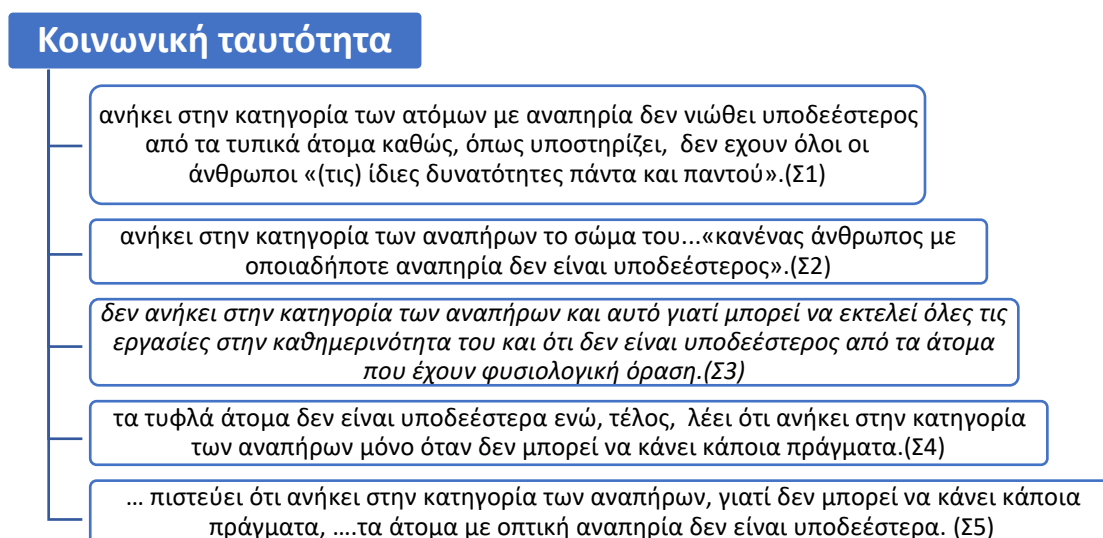 Κοινωνική ταυτότητα
ανήκει στην κατηγορία των ατόμων με αναπηρία δεν νιώθει υποδεέστερος
από τα τυπικά άτομα καθώς, όπως υποστηρίζει, δεν εχουν όλοι οι
άνθρωποι «(τις) ίδιες δυνατότητες πάντα και παντού».(Σ1)
ανήκει στην κατηγορία των αναπήρων το σώμα του...«κανένας άνθρωπος με
οποιαδήποτε αναπηρία δεν είναι υποδεέστερος».(Σ2)
δεν ανήκει στην κατηγορία των αναπήρων και αυτό γιατί μπορεί να εκτελεί όλες τις
εργασίες στην καθημερινότητα του και ότι δεν είναι υποδεέστερος από τα άτομα
που έχουν φυσιολογική όραση.(Σ3)
τα τυφλά άτομα δεν είναι υποδεέστερα ενώ, τέλος, λέει ότι ανήκει στην κατηγορία
των αναπήρων μόνο όταν δεν μπορεί να κάνει κάποια πράγματα.(Σ4)
... πιστεύει ότι ανήκει στην κατηγορία των αναπήρων, γιατί δεν μπορεί να κάνει κάποια
πράγματα, ....τα άτομα με οπτική αναπηρία δεν είναι υποδεέστερα. (Σ5)